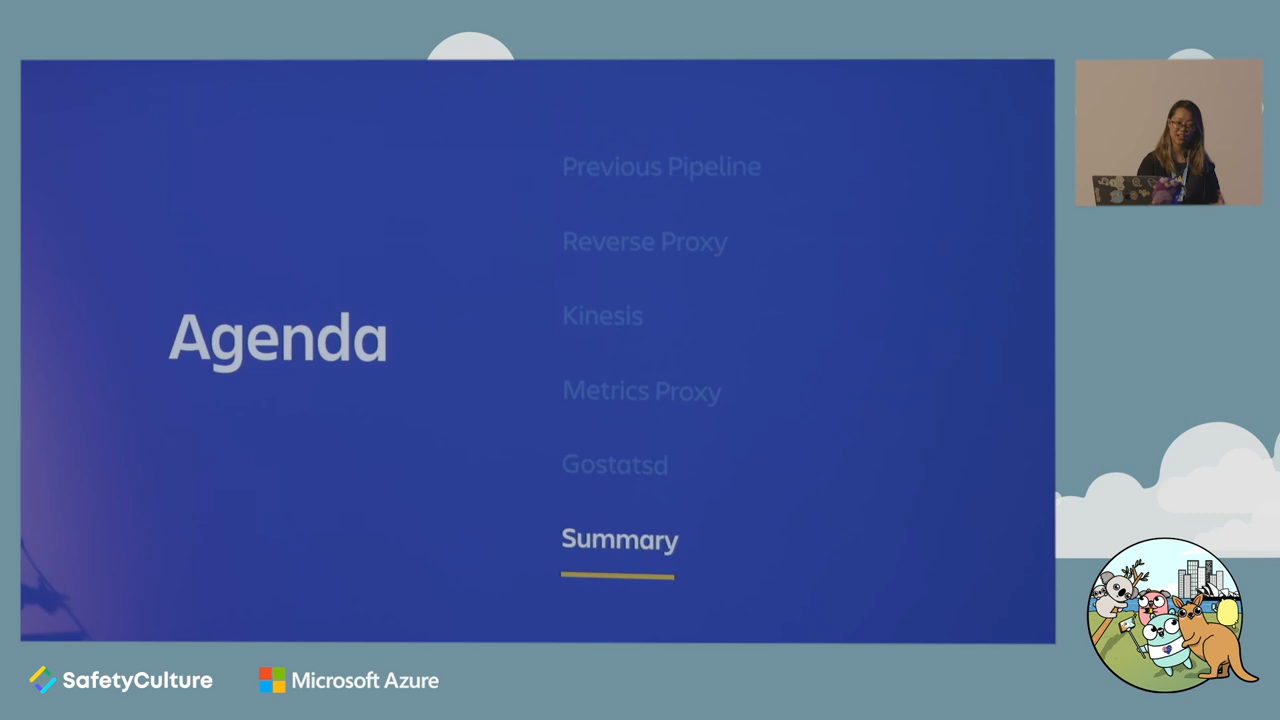 Previous Pipeline
Reverse Proxy
Kinesis
Agenda
Metrics Proxy
Gostatsd
Summary
SafetyCulture
Microsoft Azure